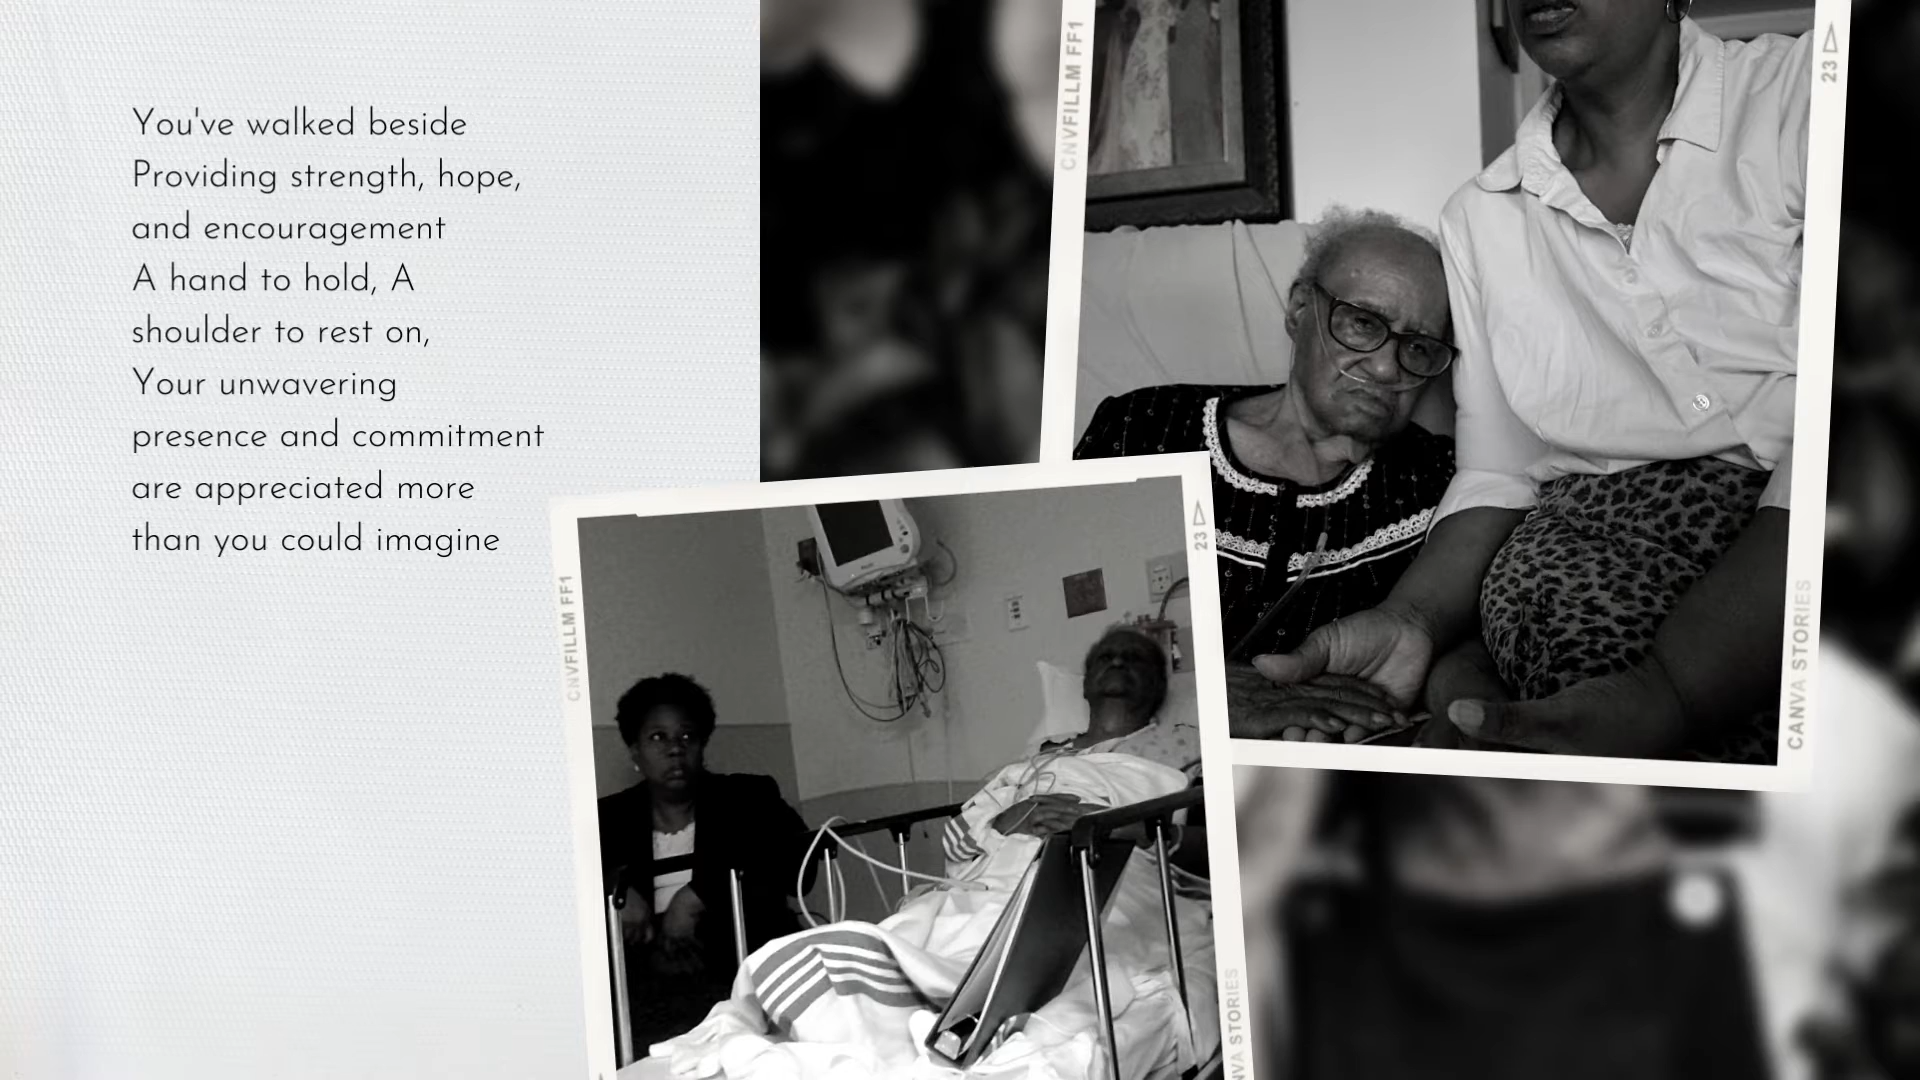 You've walked beside
Providing strength, hope,
and encouragement
A hand to hold, A
shoulder to rest on,
Your unwavering
presence and commitment
are appreciated more
than you could imagine
CNVFILLM FF1
23
CANVA STORIES
CNVFILLM FF1
23
NVA STORIES